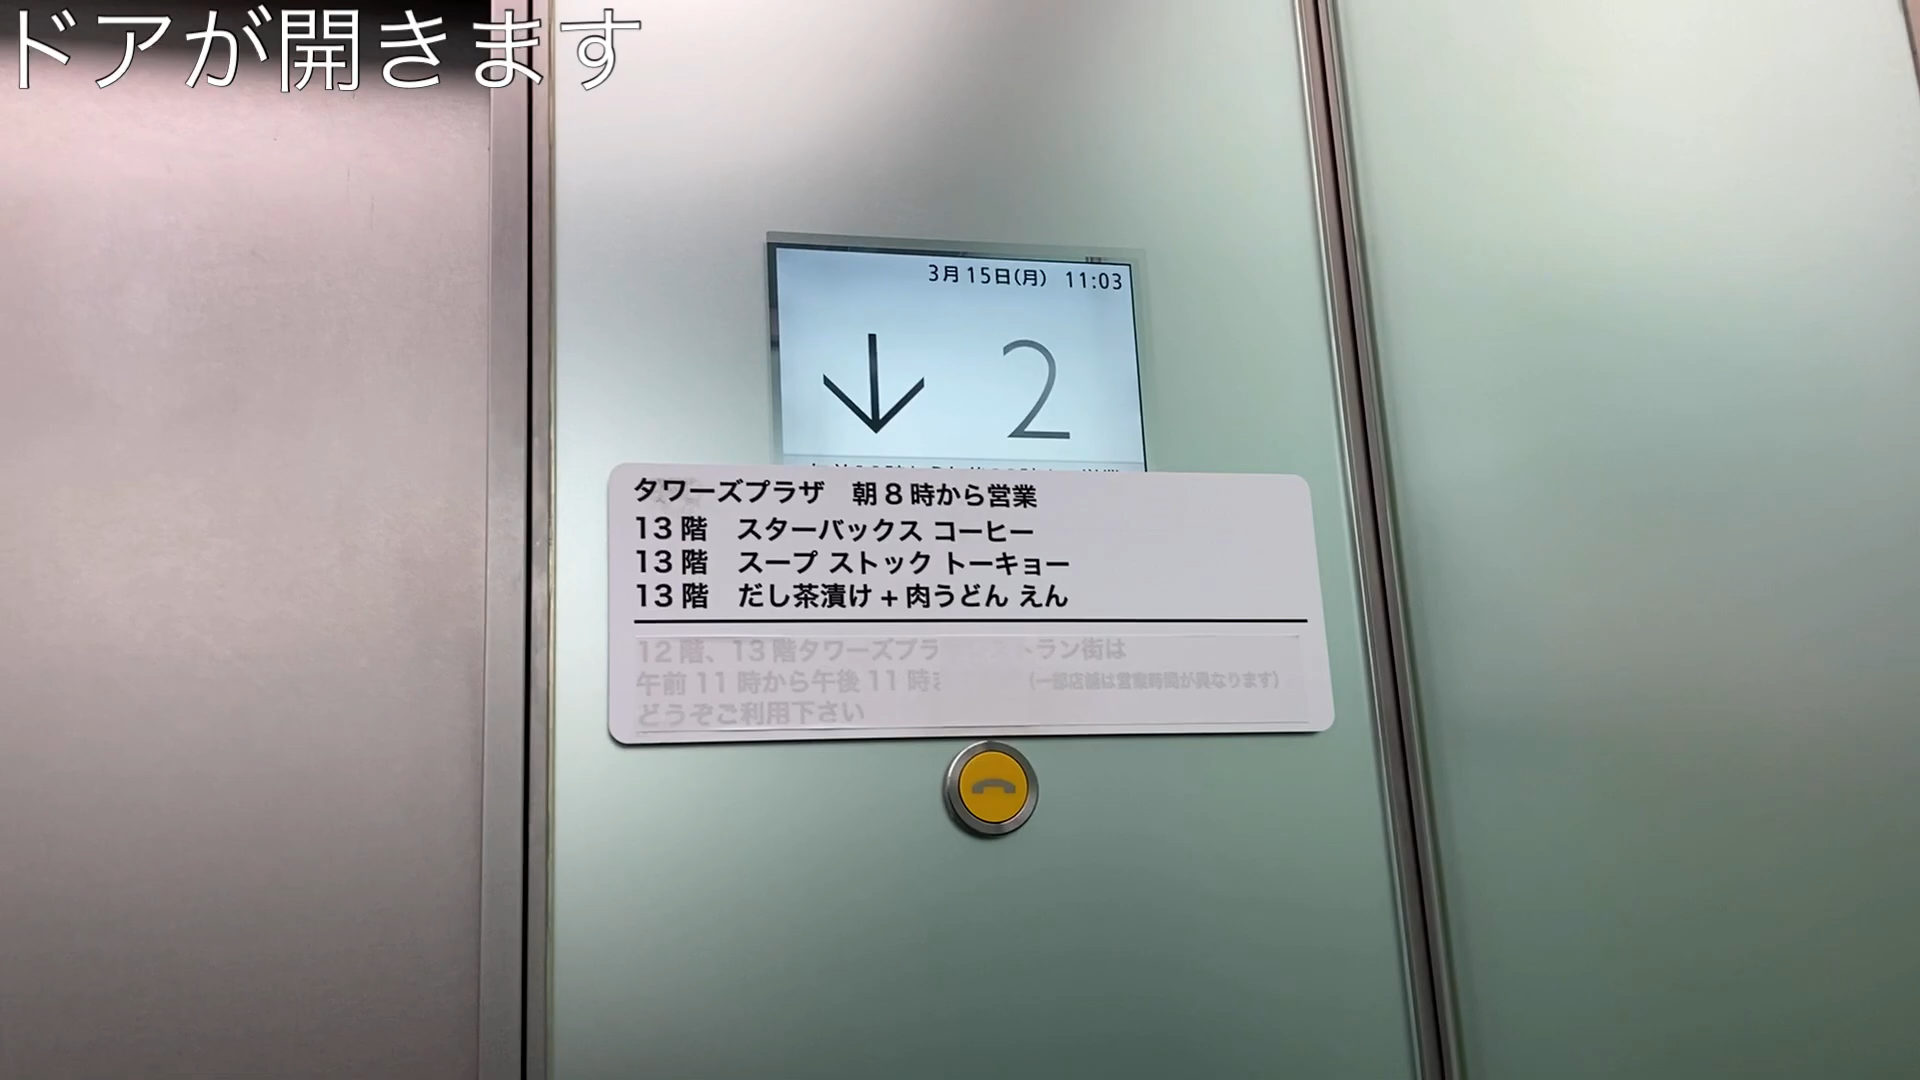 ドアが開きます
3月15日(月) 11:03
↓ 2
タワーズプラザ 朝8時から営業
13階 スターバックス コーヒー
13階 スープ ストック トーキョー
13階 だし茶漬け+肉うどん えん
12階、13階タワーズプラ ラン街は
午前11時から午後11時ま (一部店舗は営業時間が異なります)
どうぞご利用下さい